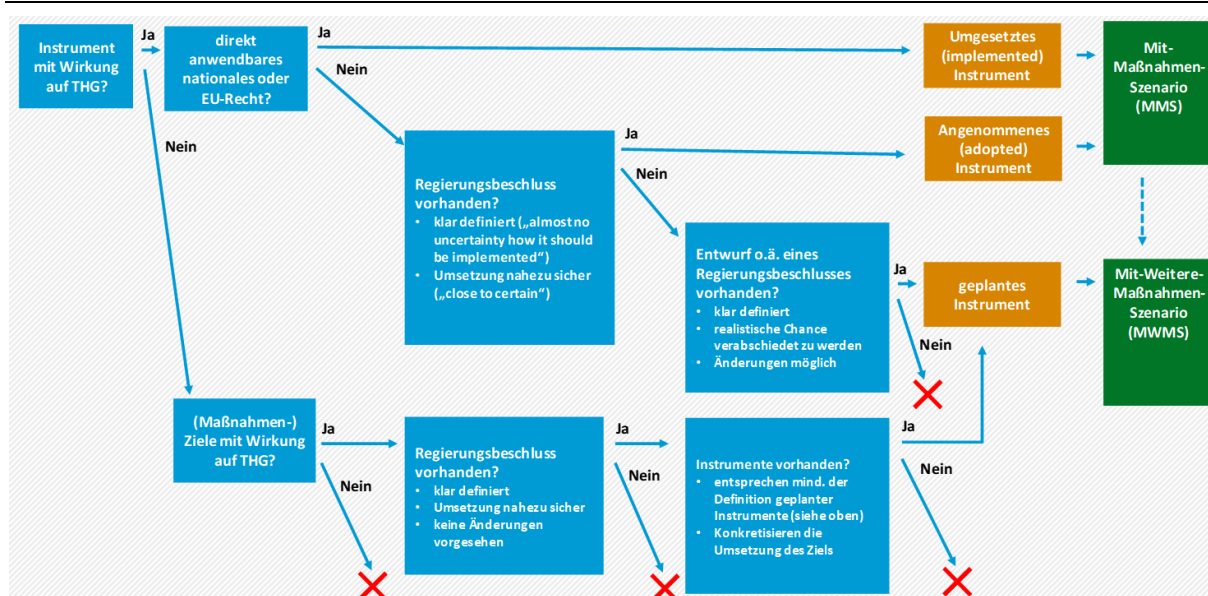 Instrument
mit Wirkung
auf THG?
Ja
direkt
anwendbares
nationales oder
EU-Recht?
Ja
Nein
Umgesetztes
(implemented)
Instrument
Mit-
Maßnahmen-
Szenario
(MMS)
Nein
Regierungsbeschluss
vorhanden?
• klar definiert („almost no
uncertainty how it should
be implemented“)
• Umsetzung nahezu sicher
(„close to certain“)
Ja
Nein
Angenommenes
(adopted)
Instrument
Entwurf o.ä. eines
Regierungsbeschlusses
vorhanden?
• klar definiert
• realistische Chance
verabschiedet zu werden
• Änderungen möglich
Ja
Nein
geplantes
Instrument
Mit-Weitere-
Maßnahmen-
Szenario
(MWMS)
(Maßnahmen-)
Ziele mit Wirkung
auf THG?
Ja
Nein
Regierungsbeschluss
vorhanden?
• klar definiert
• Umsetzung nahezu sicher
• keine Änderungen
vorgesehen
Ja
Nein
Instrumente vorhanden?
• entsprechen mind. der
Definition geplanter
Instrumente (siehe oben)
• Konkretisieren die
Umsetzung des Ziels
Ja
Nein